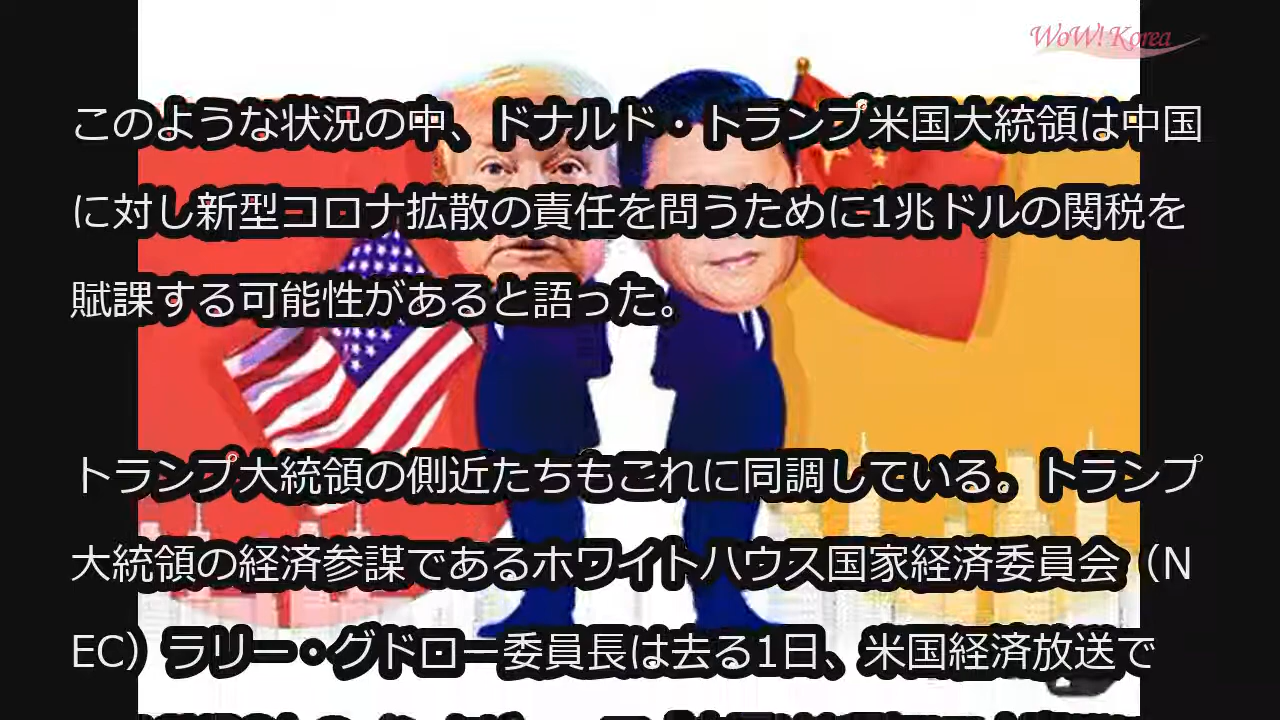 WoW! Korea
このような状況の中、ドナルド・トランプ米国大統領は中国
に対し新型コロナ拡散の責任を問うために1兆ドルの関税を
賦課する可能性があると語った。
トランプ大統領の側近たちもこれに同調している。トランプ
大統領の経済参謀であるホワイトハウス国家経済委員会（N
EC）ラリー・グドロー委員長は去る1日、米国経済放送で